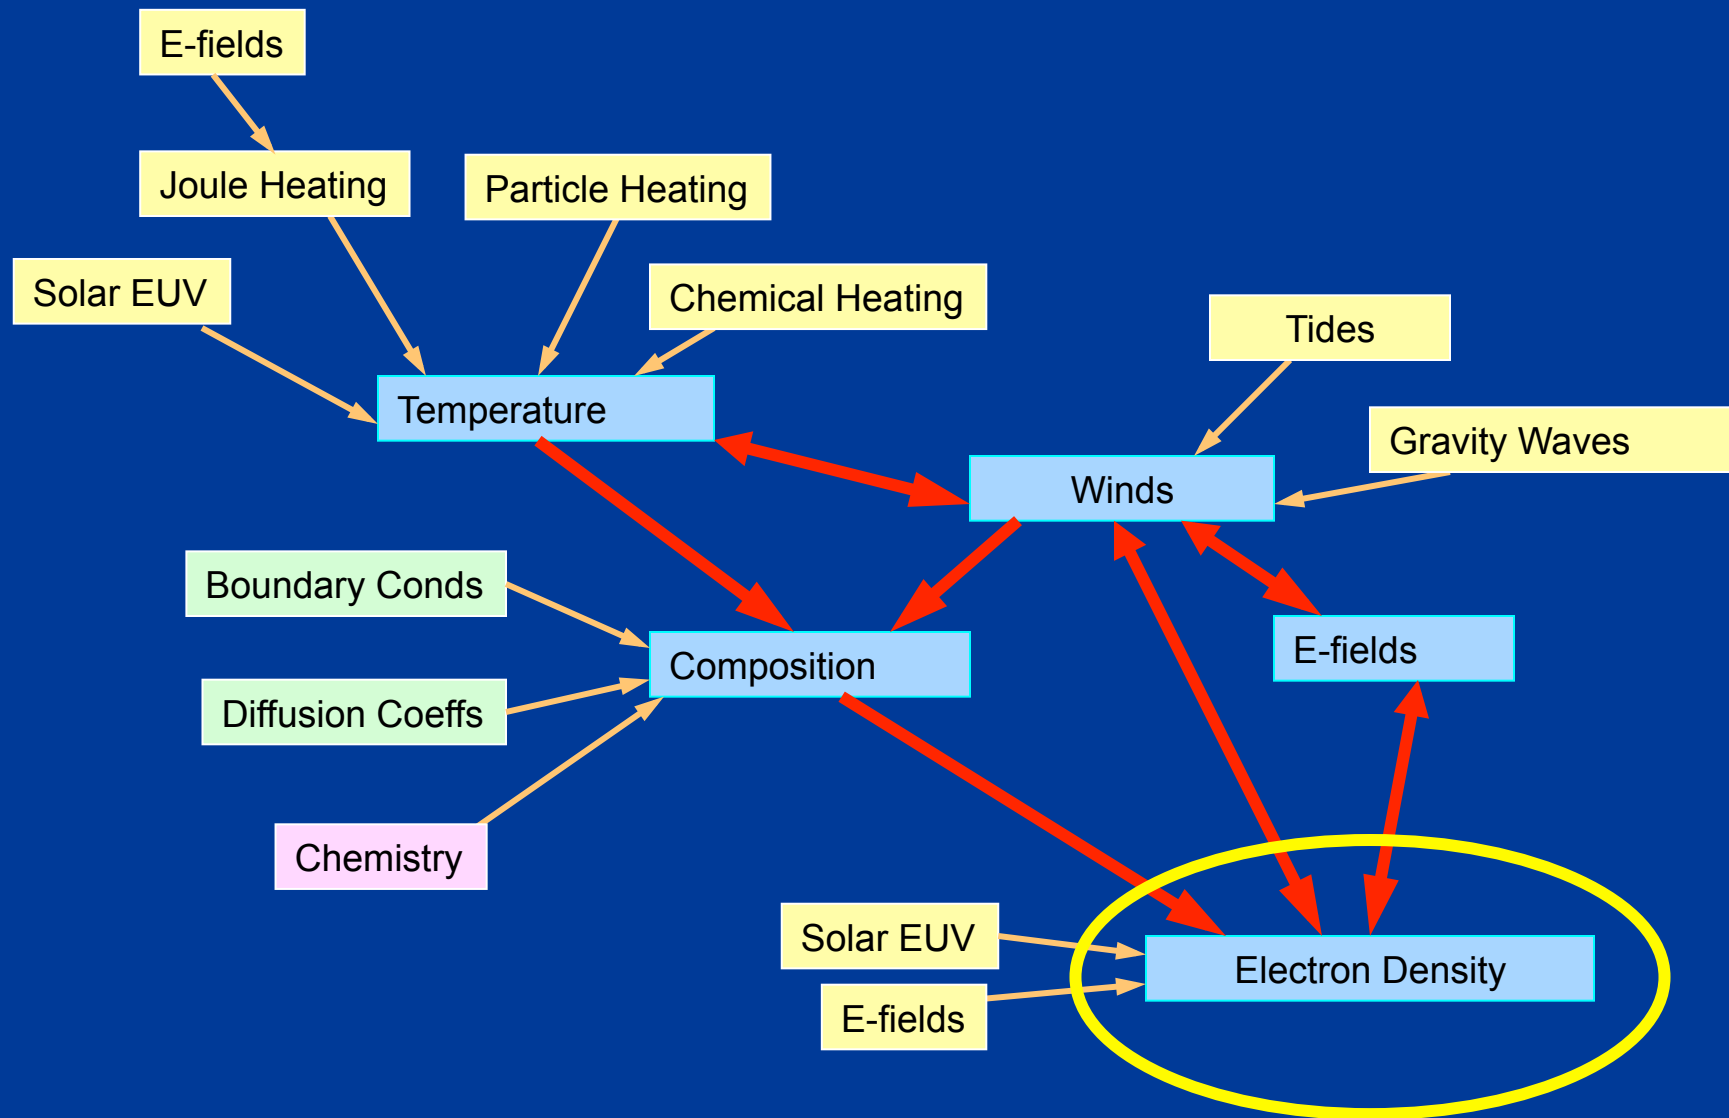 E-fields
Joule Heating
Particle Heating
Solar EUV
Chemical Heating
Tides
Temperature
Gravity Waves
Winds
Boundary Conds
E-fields
Composition
Diffusion Coeffs
Chemistry
Solar EUV
Electron Density
E-fields